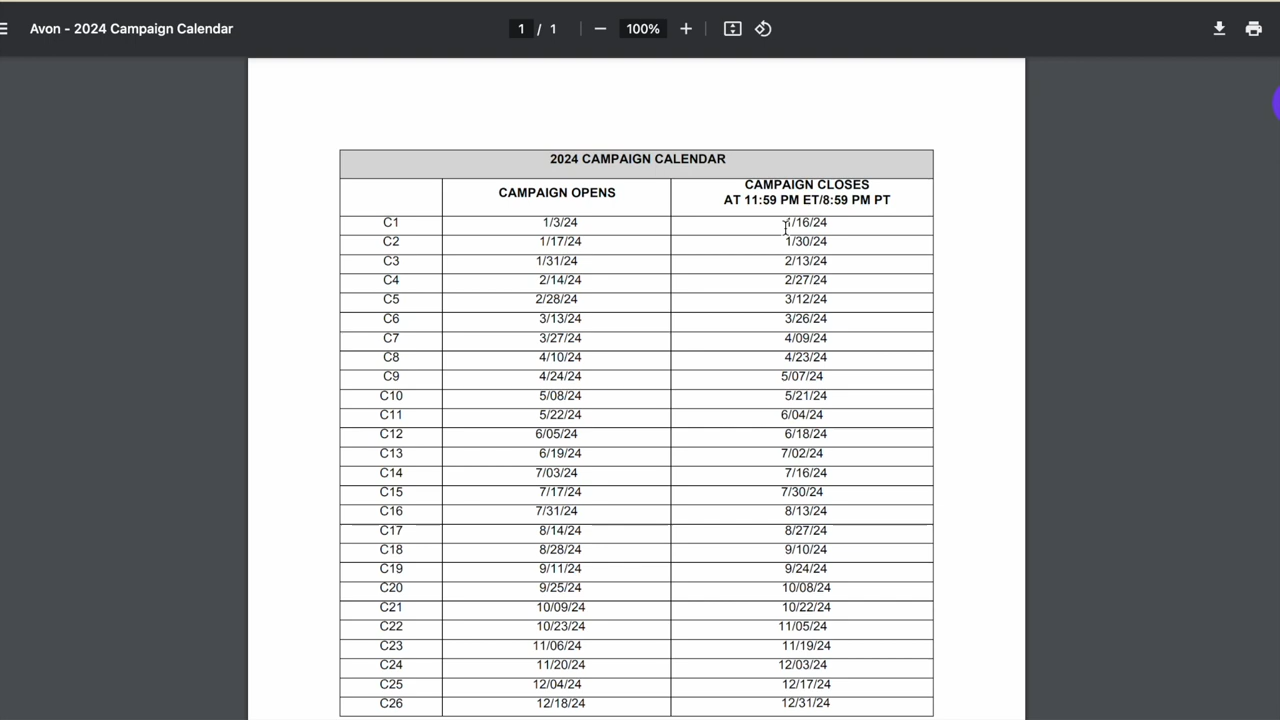 Avon - 2024 Campaign Calendar
1 / 1
100%
2024 CAMPAIGN CALENDAR
CAMPAIGN OPENS
CAMPAIGN CLOSES
AT 11:59 PM ET/8:59 PM PT
C1 1/3/24 1/16/24
C2 1/17/24 1/30/24
C3 1/31/24 2/13/24
C4 2/14/24 2/27/24
C5 2/28/24 3/12/24
C6 3/13/24 3/26/24
C7 3/27/24 4/09/24
C8 4/10/24 4/23/24
C9 4/24/24 5/07/24
C10 5/08/24 5/21/24
C11 5/22/24 6/04/24
C12 6/05/24 6/18/24
C13 6/19/24 7/02/24
C14 7/03/24 7/16/24
C15 7/17/24 7/30/24
C16 7/31/24 8/13/24
C17 8/14/24 8/27/24
C18 8/28/24 9/10/24
C19 9/11/24 9/24/24
C20 9/25/24 10/08/24
C21 10/09/24 10/22/24
C22 10/23/24 11/05/24
C23 11/06/24 11/19/24
C24 11/20/24 12/03/24
C25 12/04/24 12/17/24
C26 12/18/24 12/31/24